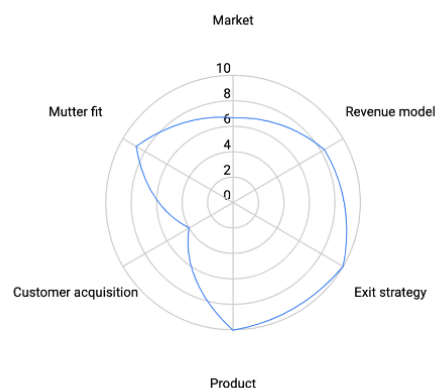 Market
10
8
6
4
2
0
Mutter fit
Revenue model
Customer acquisition
Exit strategy
Product